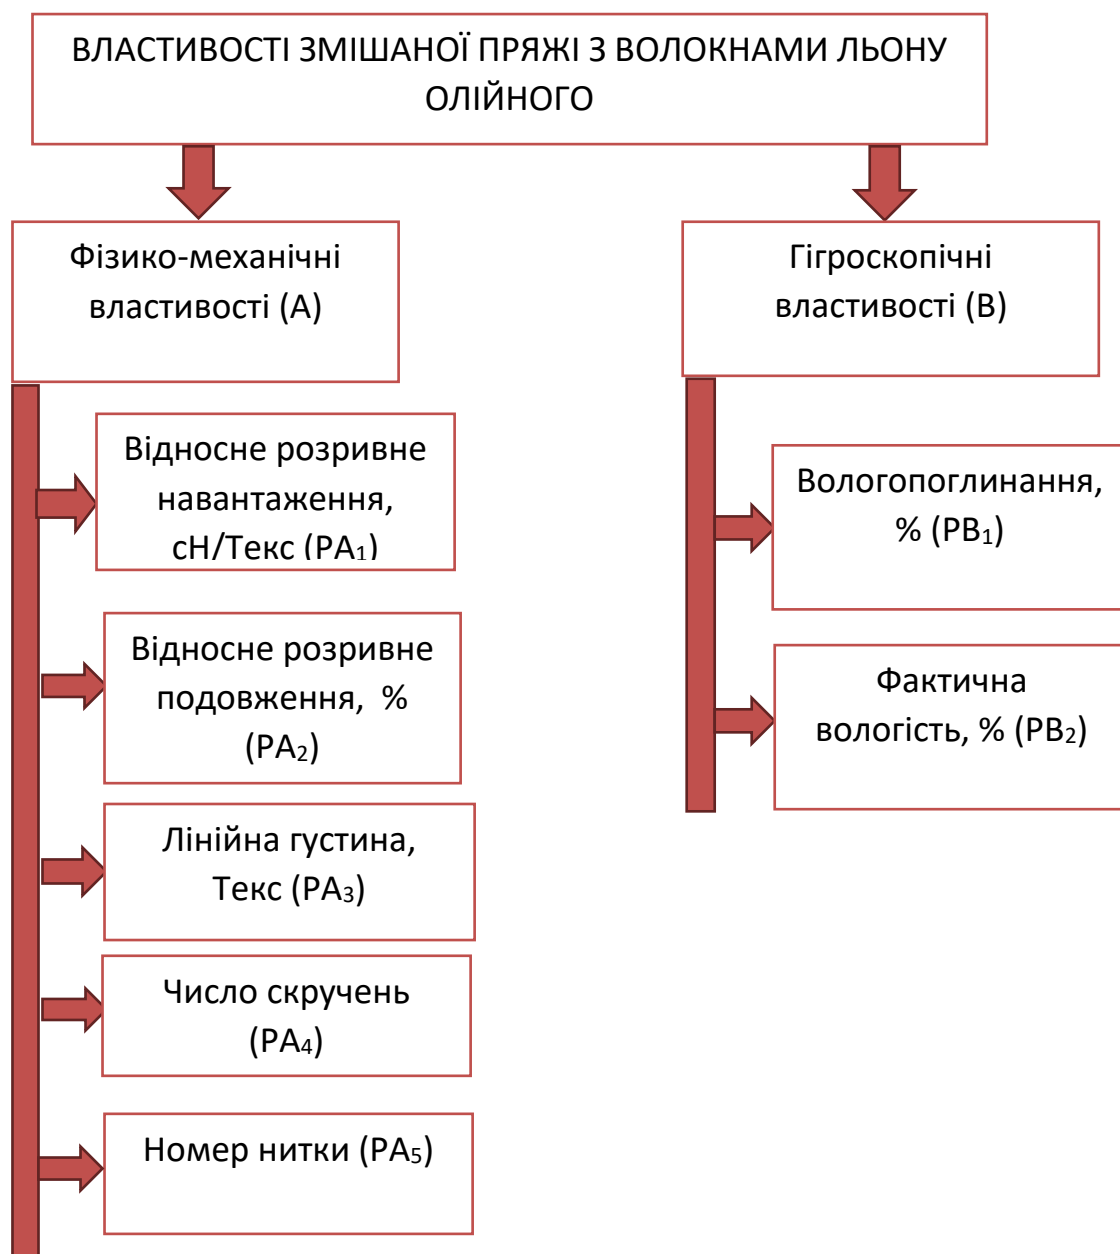 ВЛАСТИВОСТІ ЗМІШАНОЇ ПРЯЖІ З ВОЛОКНАМИ ЛЬОНУ
ОЛІЙНОГО
Фізико-механічні
властивості (А)
Відносне розривне
навантаження,
сН/Текс (РА₁)
Відносне розривне
подовження, %
(РА₂)
Лінійна густина,
Текс (РА₃)
Число скручень
(РА₄)
Номер нитки (РА₅)
Гігроскопічні
властивості (В)
Вологопоглинання,
% (РВ₁)
Фактична
вологість, % (РВ₂)